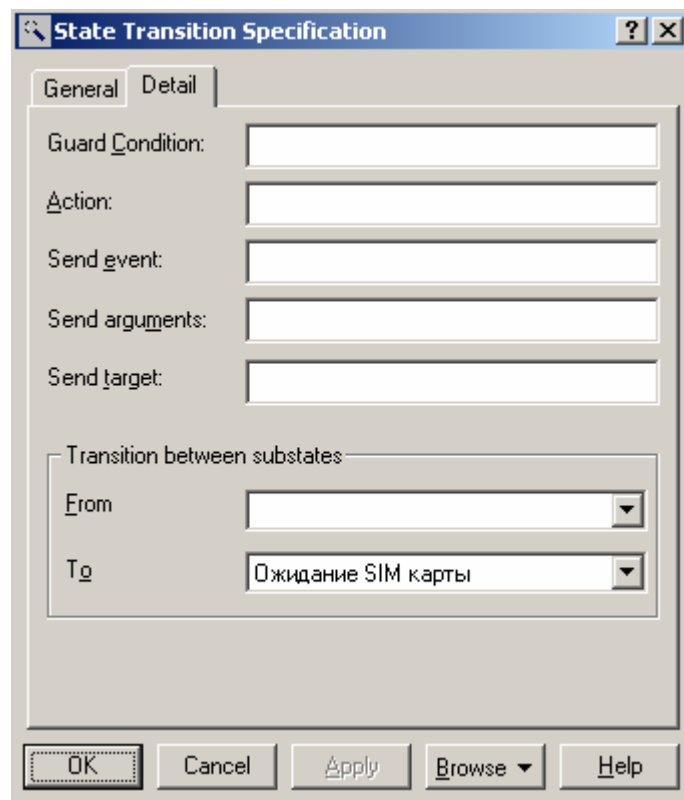 State Transition Specification
General Detail
Guard Condition:
Action:
Send event:
Send arguments:
Send target:
Transition between substates
From
To Ожидание SIM карты
OK Cancel Apply Browse Help